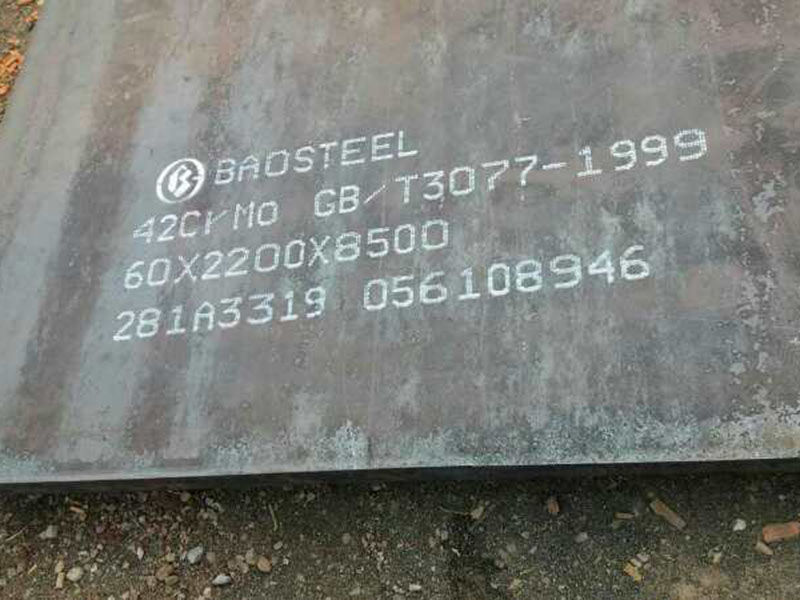 BAOSTEEL
42CrMo GB/T3077-1999
60X2200X8500
281A3319 056108946